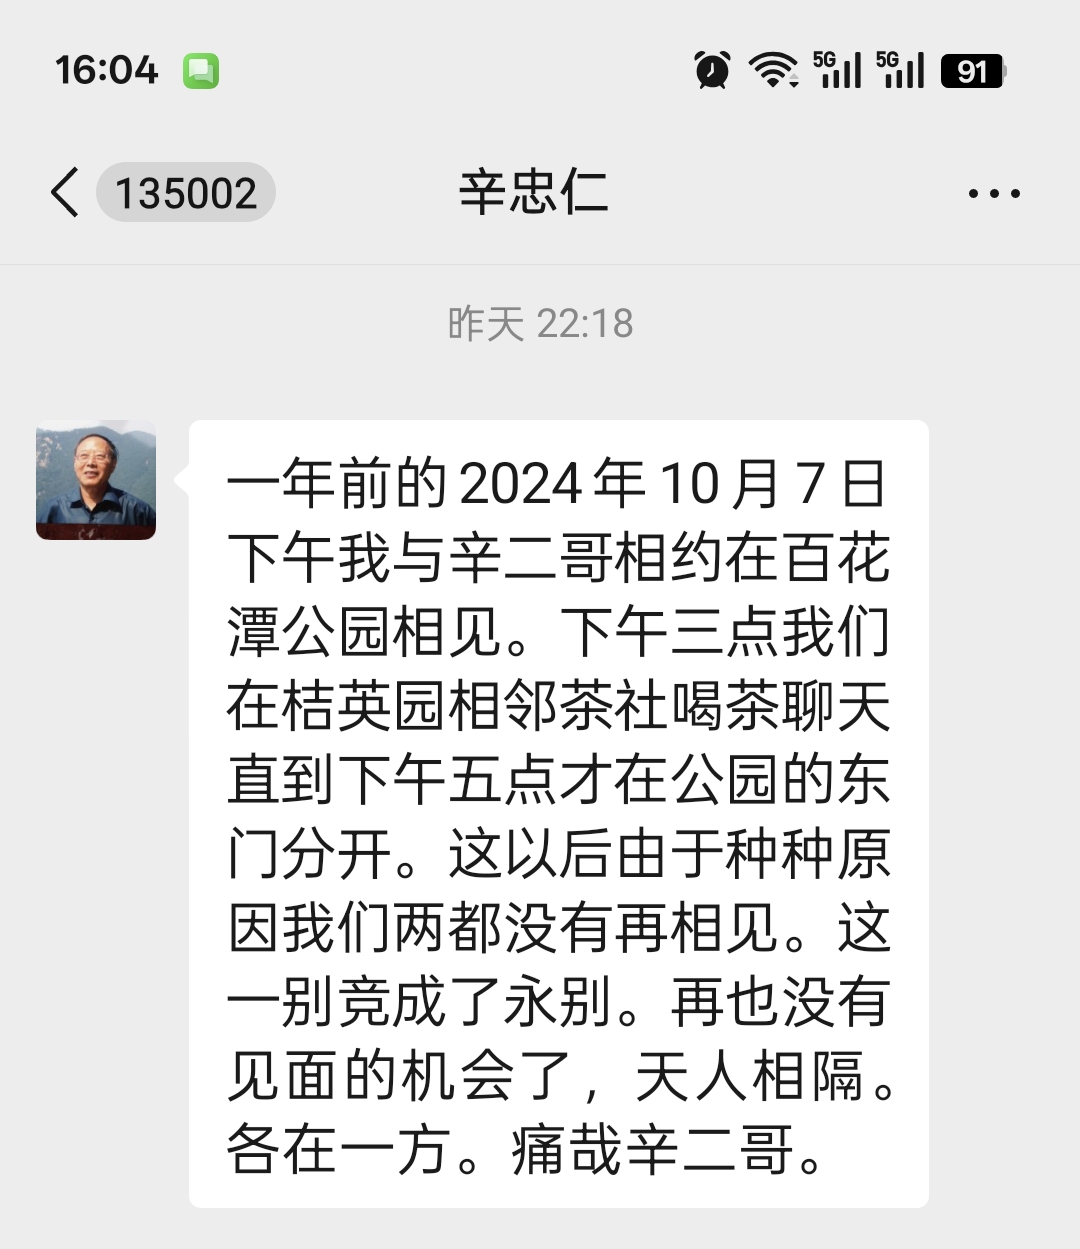 16:04
5G 5G 91
135002
辛忠仁
昨天 22:18
一年前的2024年10月7日
下午我与辛二哥相约在百花
潭公园相见。下午三点我们
在桔英园相邻茶社喝茶聊天
直到下午五点才在公园的东
门分开。这以后由于种种原
因我们两都没有再相见。这
一别竞成了永别。再也没有
见面的机会了，天人相隔。
各在一方。痛哉辛二哥。